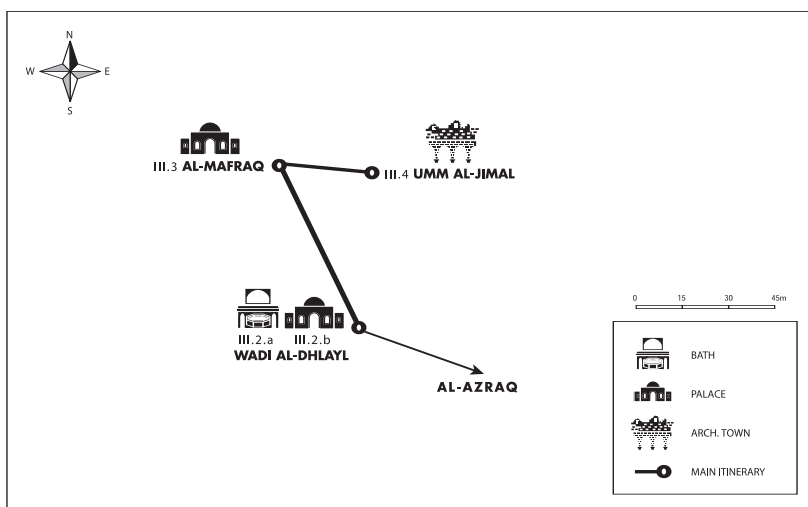 N
W E
S
III.3 AL-MAFRAQ
III.4 UMM AL-JIMAL
III.2.a III.2.b
WADI AL-DHLAYL
AL-AZRAQ
0 15 30 45m
BATH
PALACE
ARCH. TOWN
MAIN ITINERARY